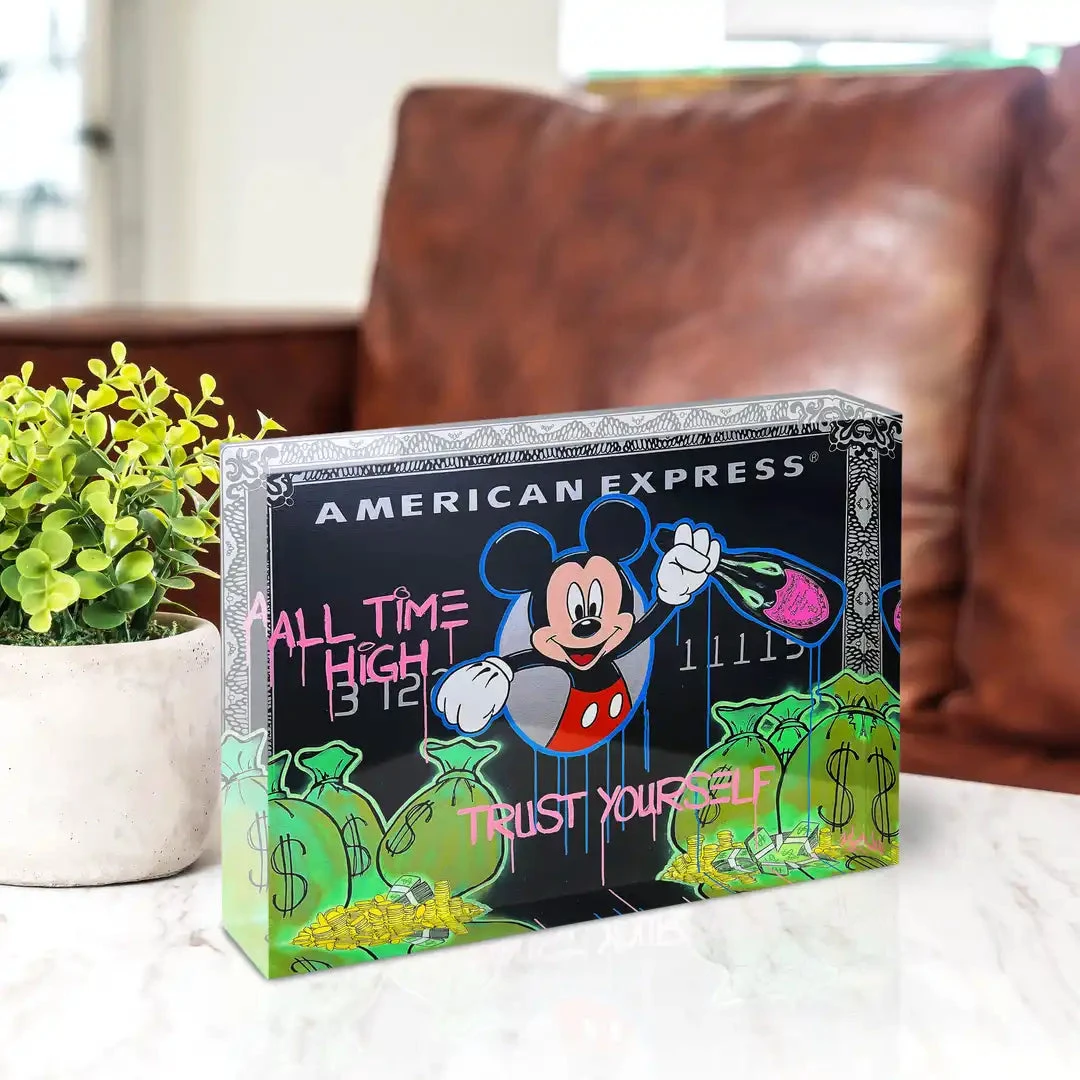 AMERICAN EXPRESS®
ALL TIME
HIGH
3 12
11115
TRUST YOURSELF
$ $ $ $ $